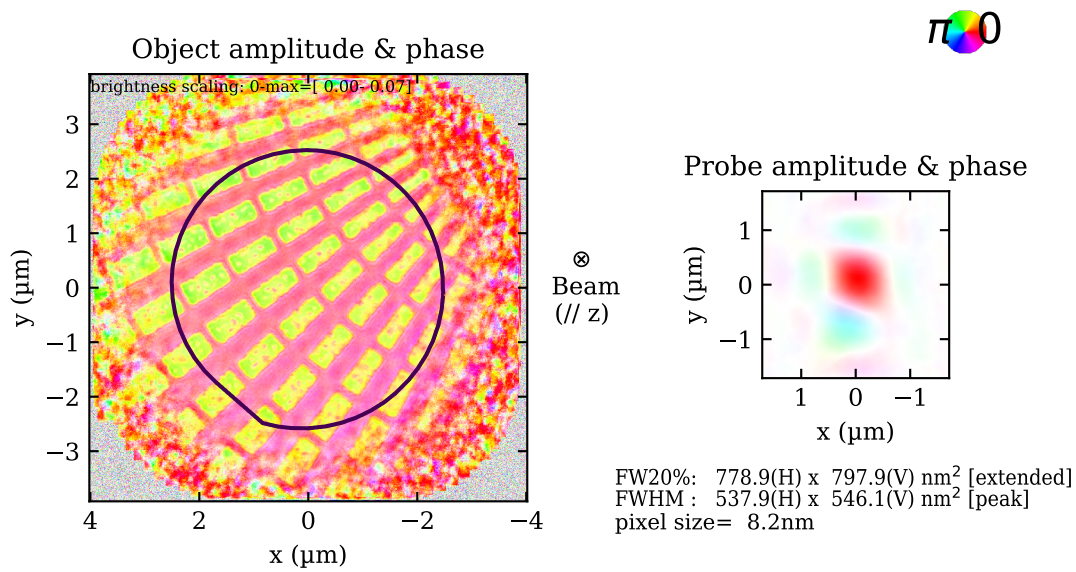 π 0
Object amplitude & phase
brightness scaling: 0-max=[ 0.00- 0.07]
3
2
1
0
−1
−2
−3
y (μm)
4 2 0 −2 −4
x (μm)
⊗
Beam
(// z)
Probe amplitude & phase
1
0
−1
y (μm)
1 0 −1
x (μm)
FW20%: 778.9(H) x 797.9(V) nm² [extended]
FWHM : 537.9(H) x 546.1(V) nm² [peak]
pixel size= 8.2nm